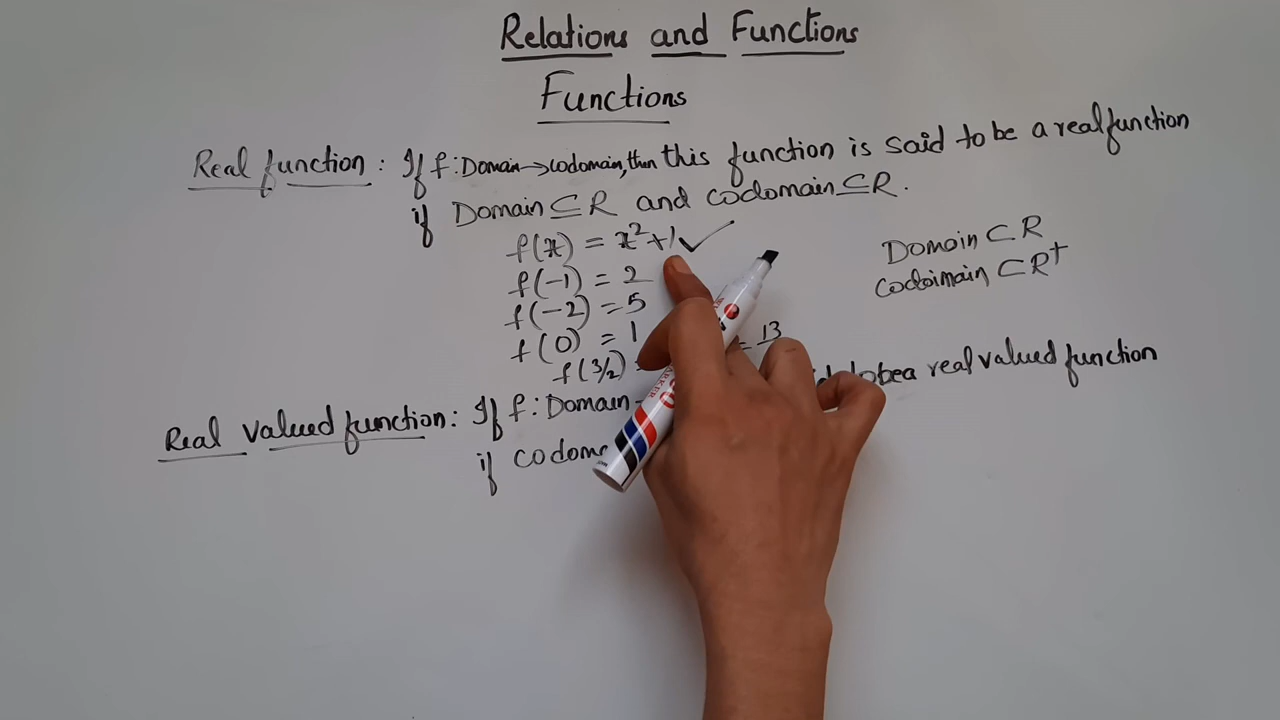 Relations and Functions
Functions
Real function : If f : Domain → codomain, then this function is said to be a real function
if Domain ⊆ R and codomain ⊆ R.
f(x) = x² + 1 ✓
Domain ⊂ R
Codoimain ⊂ R⁺
f(-1) = 2
f(-2) = 5
f(0) = 1
f(3/2) = 13
Real valued function : If f : Domain be a real valued function
if